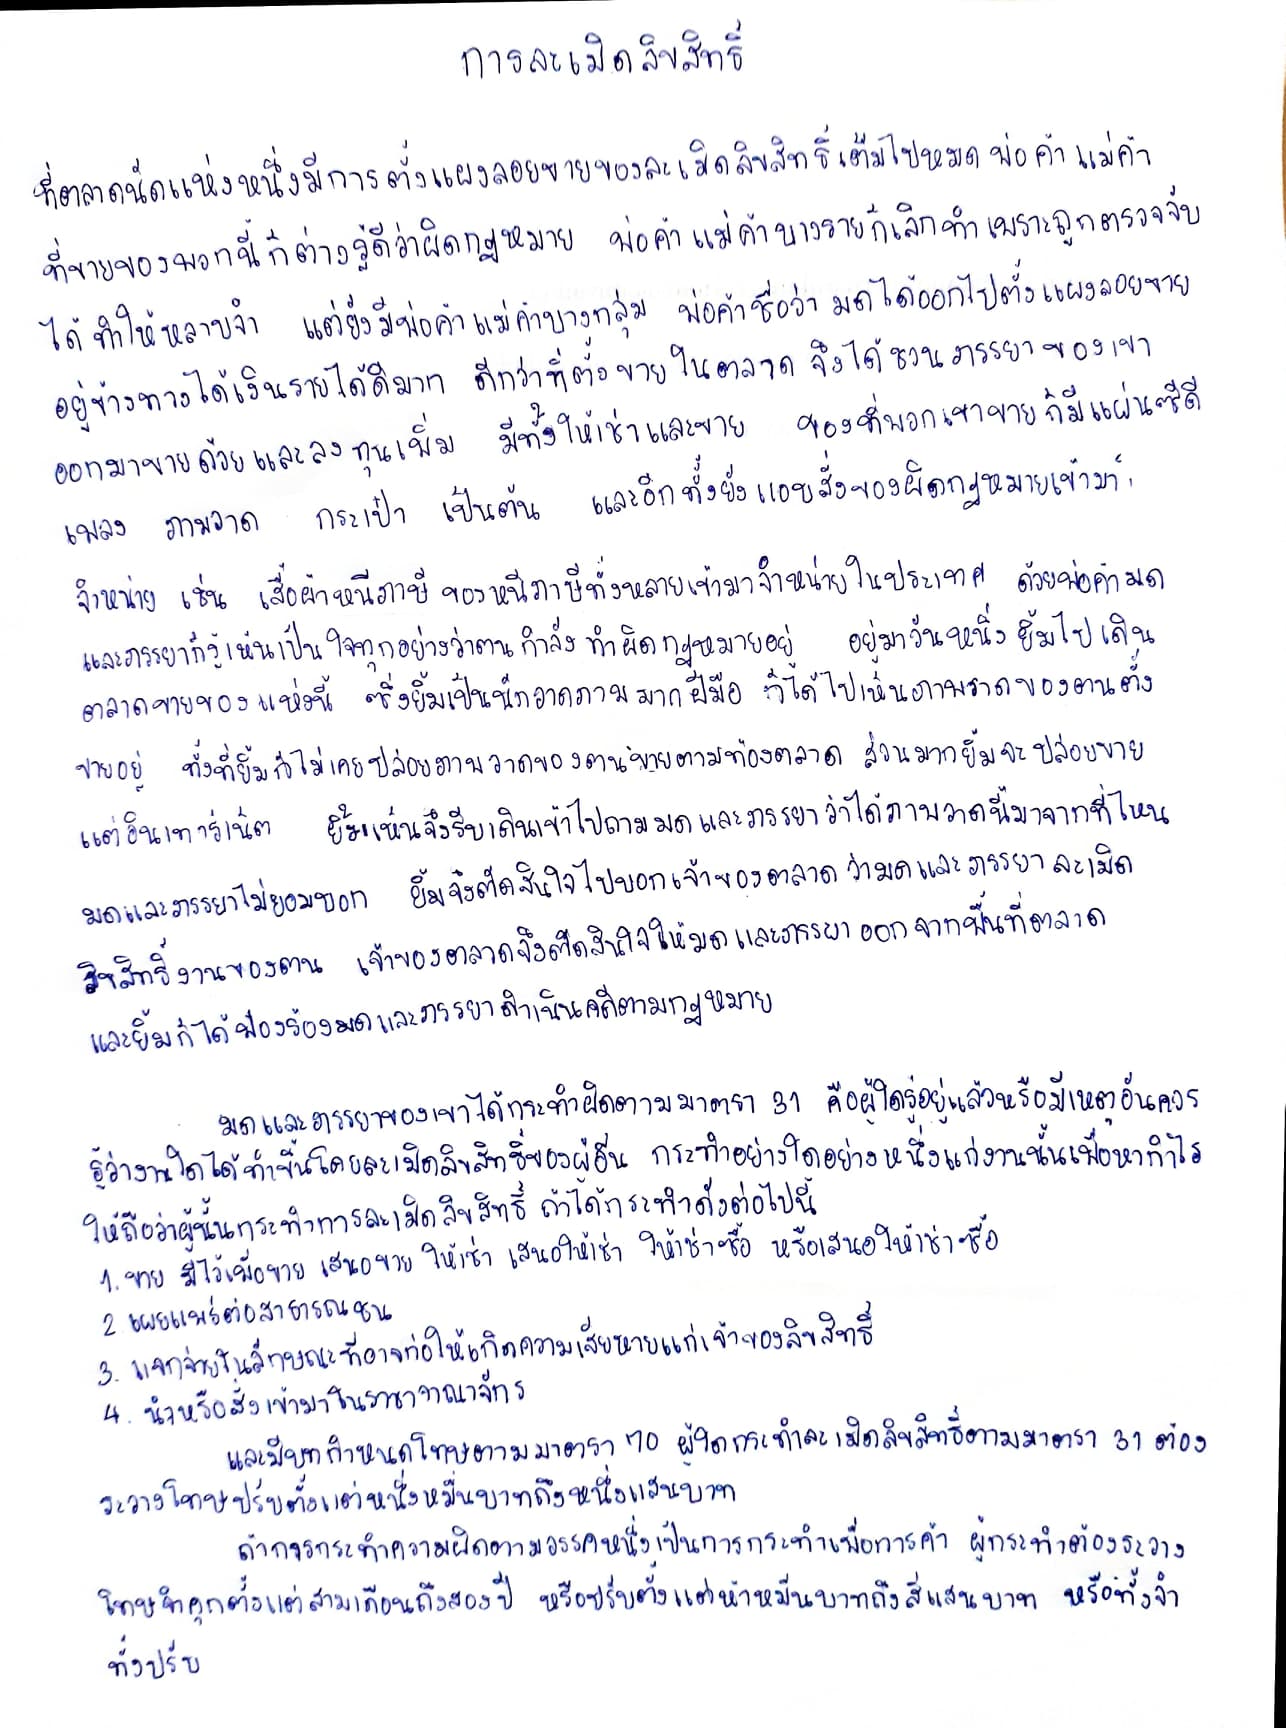 การละเมิดลิขสิทธิ์
ที่ตลาดนัดแห่งหนึ่งมีการตั้งแผงลอยขายของละเมิดลิขสิทธิ์เต็มไปหมด พ่อค้า แม่ค้า
ที่ขายของพวกนี้ก็ต่างรู้ดีว่าผิดกฎหมาย พ่อค้า แม่ค้าบางรายก็เลิกทำเพราะถูกตรวจจับ
ได้ ทำให้หลาบจำ แต่ยังมีพ่อค้าแม่ค้าบางกลุ่ม พ่อค้าชื่อว่า มดได้ออกไปตั้งแผงลอยขาย
อยู่ข้างทางได้เงินรายได้ดีมาก ดีกว่าที่ตั้งขายในตลาด จึงได้ชวนภรรยาของเขา
ออกมาขายด้วยและลงทุนเพิ่ม มีทั้งให้เช่าและขาย ของที่พวกเขาขายก็มีแผ่นซีดี
เพลง ภาพวาด กระเป๋า เป็นต้น และอีกทั้งยังแอบสั่งของผิดกฎหมายเข้ามา
จำหน่าย เช่น เสื้อผ้าหนีภาษี ของหนีภาษีทั้งหลายเข้ามาจำหน่ายในประเทศ ด้วยพ่อค้ามด
และภรรยาก็รู้เห็นเป็นใจทุกอย่างว่าตนกำลังทำผิดกฎหมายอยู่ อยู่มาวันหนึ่ง ยิ้มไปเดิน
ตลาดขายของแห่งนี้ ซึ่งยิ้มเป็นนักวาดภาพมากฝีมือ ก็ได้ไปเห็นภาพวาดของตนตั้ง
ขายอยู่ ทั้งที่ยิ้มก็ไม่เคยปล่อยภาพวาดของตนขายตามท้องตลาด ส่วนมากยิ้มจะปล่อยขาย
แต่อินเทอร์เน็ต ยิ้มเห็นจึงรีบเดินเข้าไปถามมดและภรรยาว่าได้ภาพวาดนี้มาจากที่ไหน
มดและภรรยาไม่ยอมบอก ยิ้มจึงตัดสินใจไปบอกเจ้าของตลาดว่ามดและภรรยาละเมิด
ลิขสิทธิ์งานของตน เจ้าของตลาดจึงตัดสินใจให้มดและภรรยาออกจากพื้นที่ตลาด
และยิ้มก็ได้ฟ้องร้องมดและภรรยาดำเนินคดีตามกฎหมาย
มดและภรรยาของเขาได้กระทำผิดตามมาตรา 31 คือผู้ใดรู้อยู่แล้วหรือมีเหตุอันควร
รู้ว่างานใดได้ทำขึ้นโดยละเมิดลิขสิทธิ์ของผู้อื่น กระทำอย่างใดอย่างหนึ่งแก่งานนั้นเพื่อหากำไร
ให้ถือว่าผู้นั้นกระทำการละเมิดลิขสิทธิ์ ถ้าได้กระทำดังต่อไปนี้
1. ขาย มีไว้เพื่อขาย เสนอขาย ให้เช่า เสนอให้เช่า ให้เช่าซื้อ หรือเสนอให้เช่าซื้อ
2 เผยแพร่ต่อสาธารณชน
3. แจกจ่ายในลักษณะที่อาจก่อให้เกิดความเสียหายแก่เจ้าของลิขสิทธิ์
4. นำหรือสั่งเข้ามาในราชอาณาจักร
และมีบทกำหนดโทษตามมาตรา 70 ผู้ใดกระทำละเมิดลิขสิทธิ์ตามมาตรา 31 ต้อง
ระวางโทษปรับตั้งแต่หนึ่งหมื่นบาทถึงหนึ่งแสนบาท
ถ้าการกระทำความผิดตามวรรคหนึ่งเป็นการกระทำเพื่อการค้า ผู้กระทำต้องระวาง
โทษจำคุกตั้งแต่สามเดือนถึงสองปี หรือปรับตั้งแต่ห้าหมื่นบาทถึงสี่แสนบาท หรือทั้งจำ
ทั้งปรับ